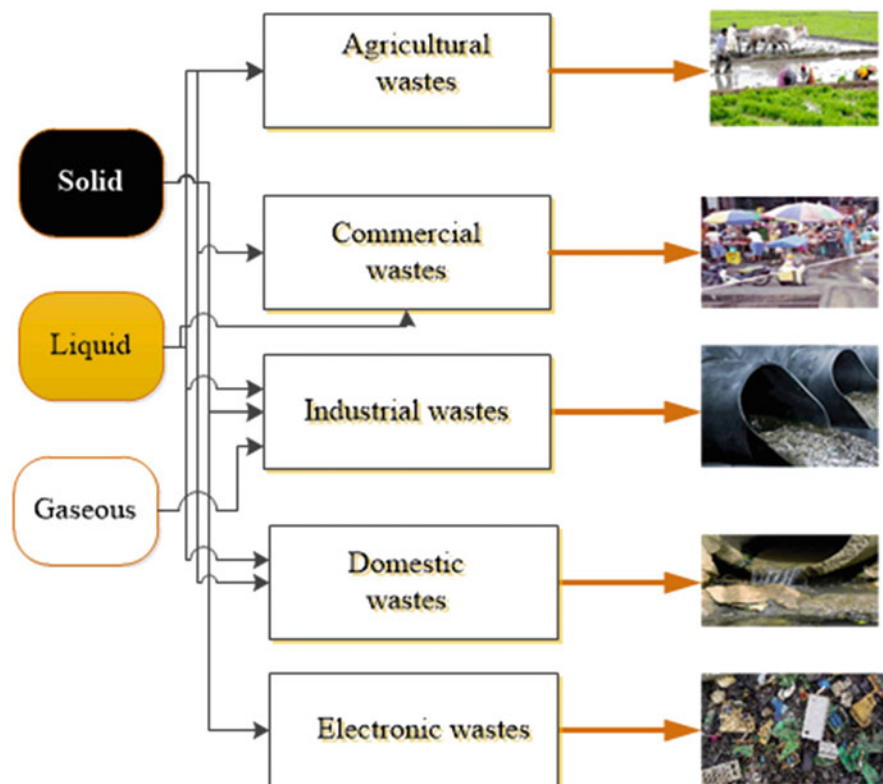 Agricultural
wastes
Solid
Commercial
wastes
Liquid
Industrial wastes
Gaseous
Domestic
wastes
Electronic wastes